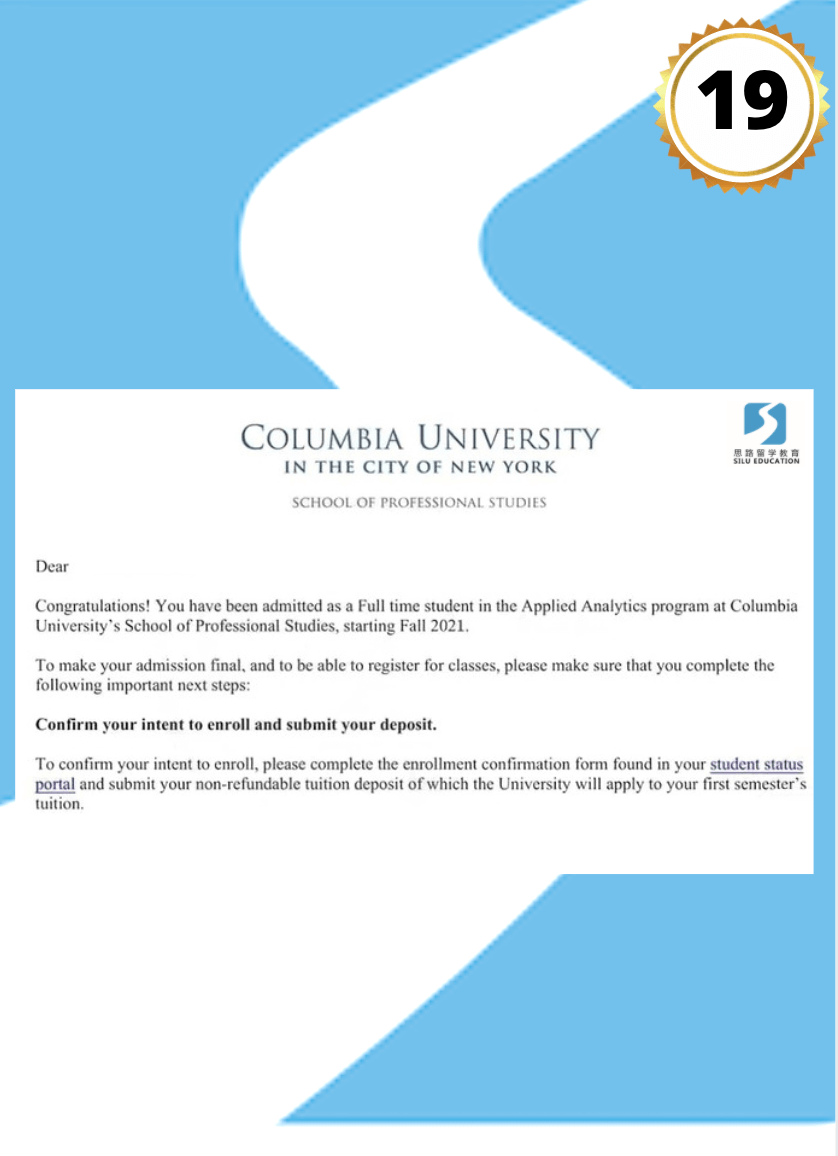 19
COLUMBIA UNIVERSITY
IN THE CITY OF NEW YORK
SCHOOL OF PROFESSIONAL STUDIES
思路留学教育
SILU EDUCATION
Dear
Congratulations! You have been admitted as a Full time student in the Applied Analytics program at Columbia
University's School of Professional Studies, starting Fall 2021.
To make your admission final, and to be able to register for classes, please make sure that you complete the
following important next steps:
Confirm your intent to enroll and submit your deposit.
To confirm your intent to enroll, please complete the enrollment confirmation form found in your student status
portal and submit your non-refundable tuition deposit of which the University will apply to your first semester's
tuition.